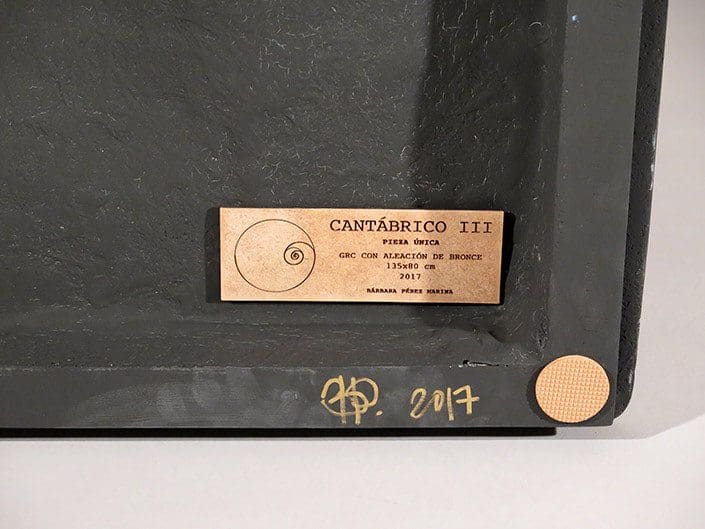 CANTÁBRICO III
PIEZA ÚNICA
GRC CON ALEACIÓN DE BRONCE
135x80 cm
2017
BÁRBARA PÉREZ MARINA
2017